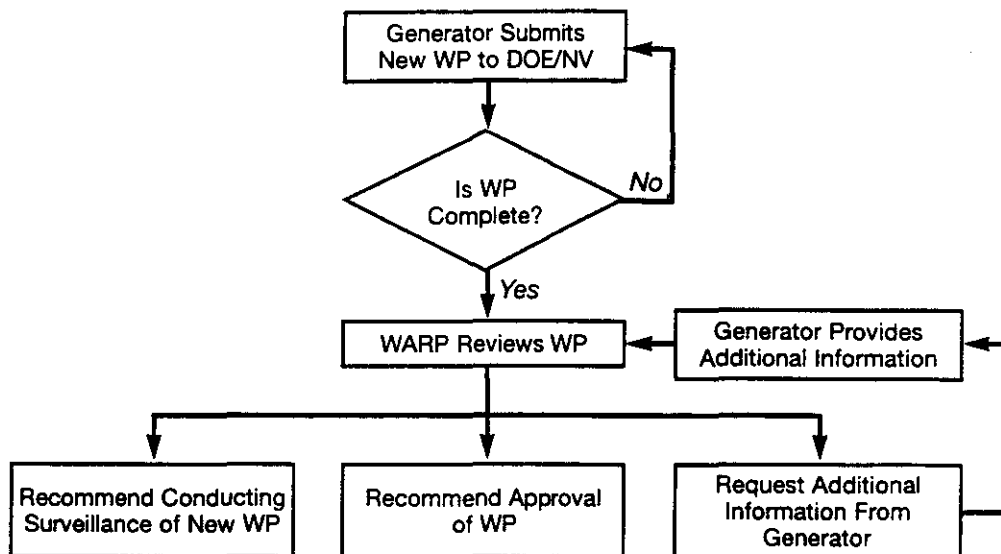 Generator Submits
New WP to DOE/NV
Is WP
Complete?
No
Yes
WARP Reviews WP
Generator Provides
Additional Information
Recommend Conducting
Surveillance of New WP
Recommend Approval
of WP
Request Additional
Information From
Generator